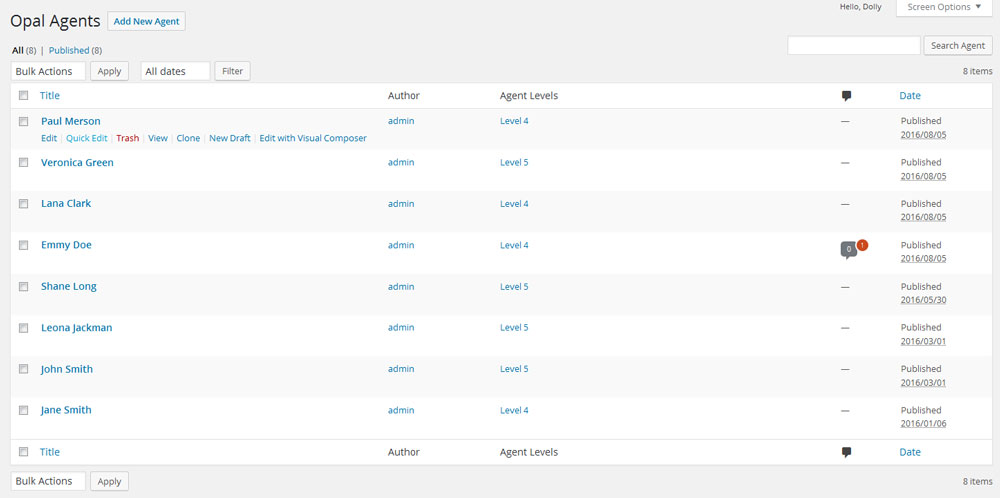 Hello, Dolly Screen Options ▼
Opal Agents Add New Agent
All (8) | Published (8)
Search Agent
Bulk Actions Apply All dates Filter 8 items
Title Author Agent Levels Date
Paul Merson admin Level 4 — Published
2016/08/05
Edit | Quick Edit | Trash | View | Clone | New Draft | Edit with Visual Composer
Veronica Green admin Level 5 — Published
2016/08/05
Lana Clark admin Level 4 — Published
2016/08/05
Emmy Doe admin Level 4 0 1 Published
2016/08/05
Shane Long admin Level 5 — Published
2016/05/30
Leona Jackman admin Level 5 — Published
2016/03/01
John Smith admin Level 5 — Published
2016/03/01
Jane Smith admin Level 4 — Published
2016/01/06
Title Author Agent Levels Date
Bulk Actions Apply 8 items